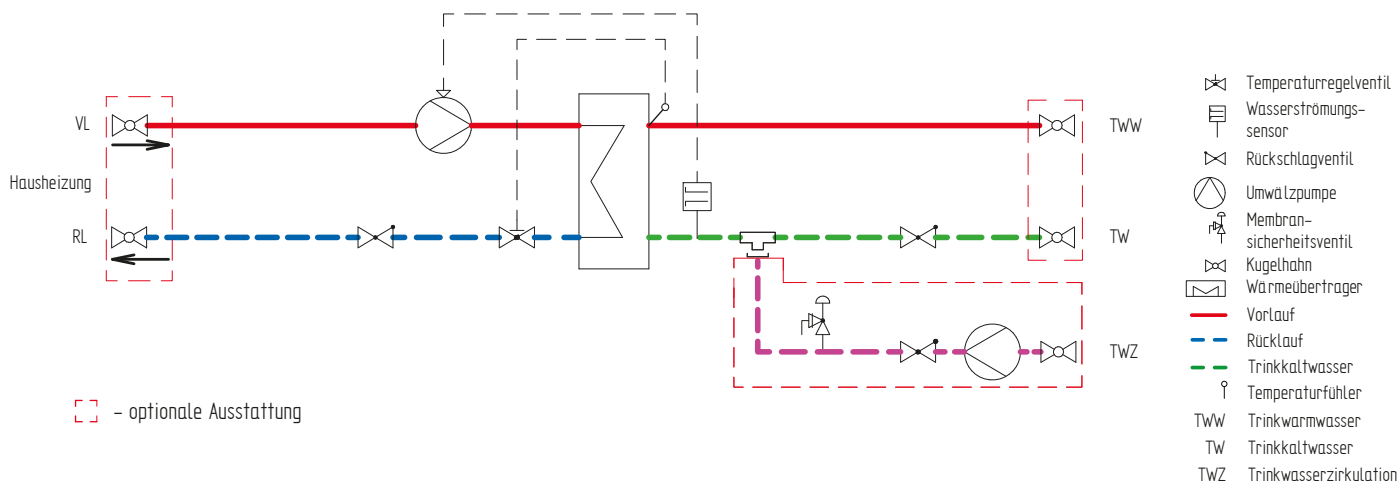 VL
Hausheizung
RL
TWW
TW
TWZ
– optionale Ausstattung
Temperaturregelventil
Wasserströmungs-
sensor
Rückschlagventil
Umwälzpumpe
Membran-
sicherheitsventil
Kugelhahn
Wärmeübertrager
Vorlauf
Rücklauf
Trinkkaltwasser
Temperaturfühler
TWW Trinkwarmwasser
TW Trinkkaltwasser
TWZ Trinkwasserzirkulation